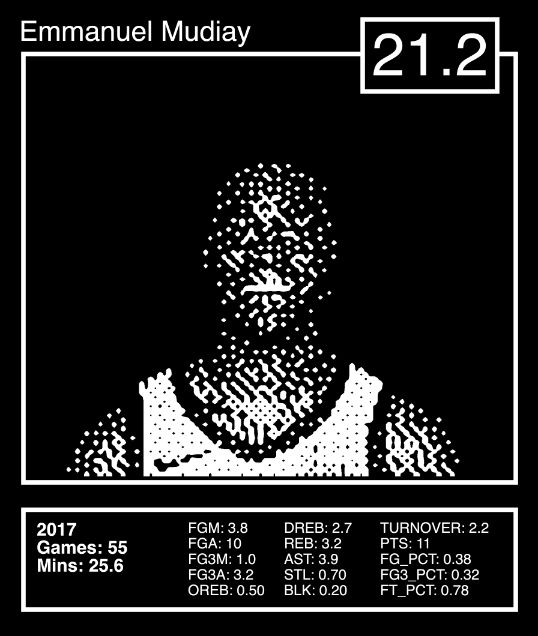 Emmanuel Mudiay
21.2
2017
Games: 55
Mins: 25.6
FGM: 3.8
FGA: 10
FG3M: 1.0
FG3A: 3.2
OREB: 0.50
DREB: 2.7
REB: 3.2
AST: 3.9
STL: 0.70
BLK: 0.20
TURNOVER: 2.2
PTS: 11
FG_PCT: 0.38
FG3_PCT: 0.32
FT_PCT: 0.78